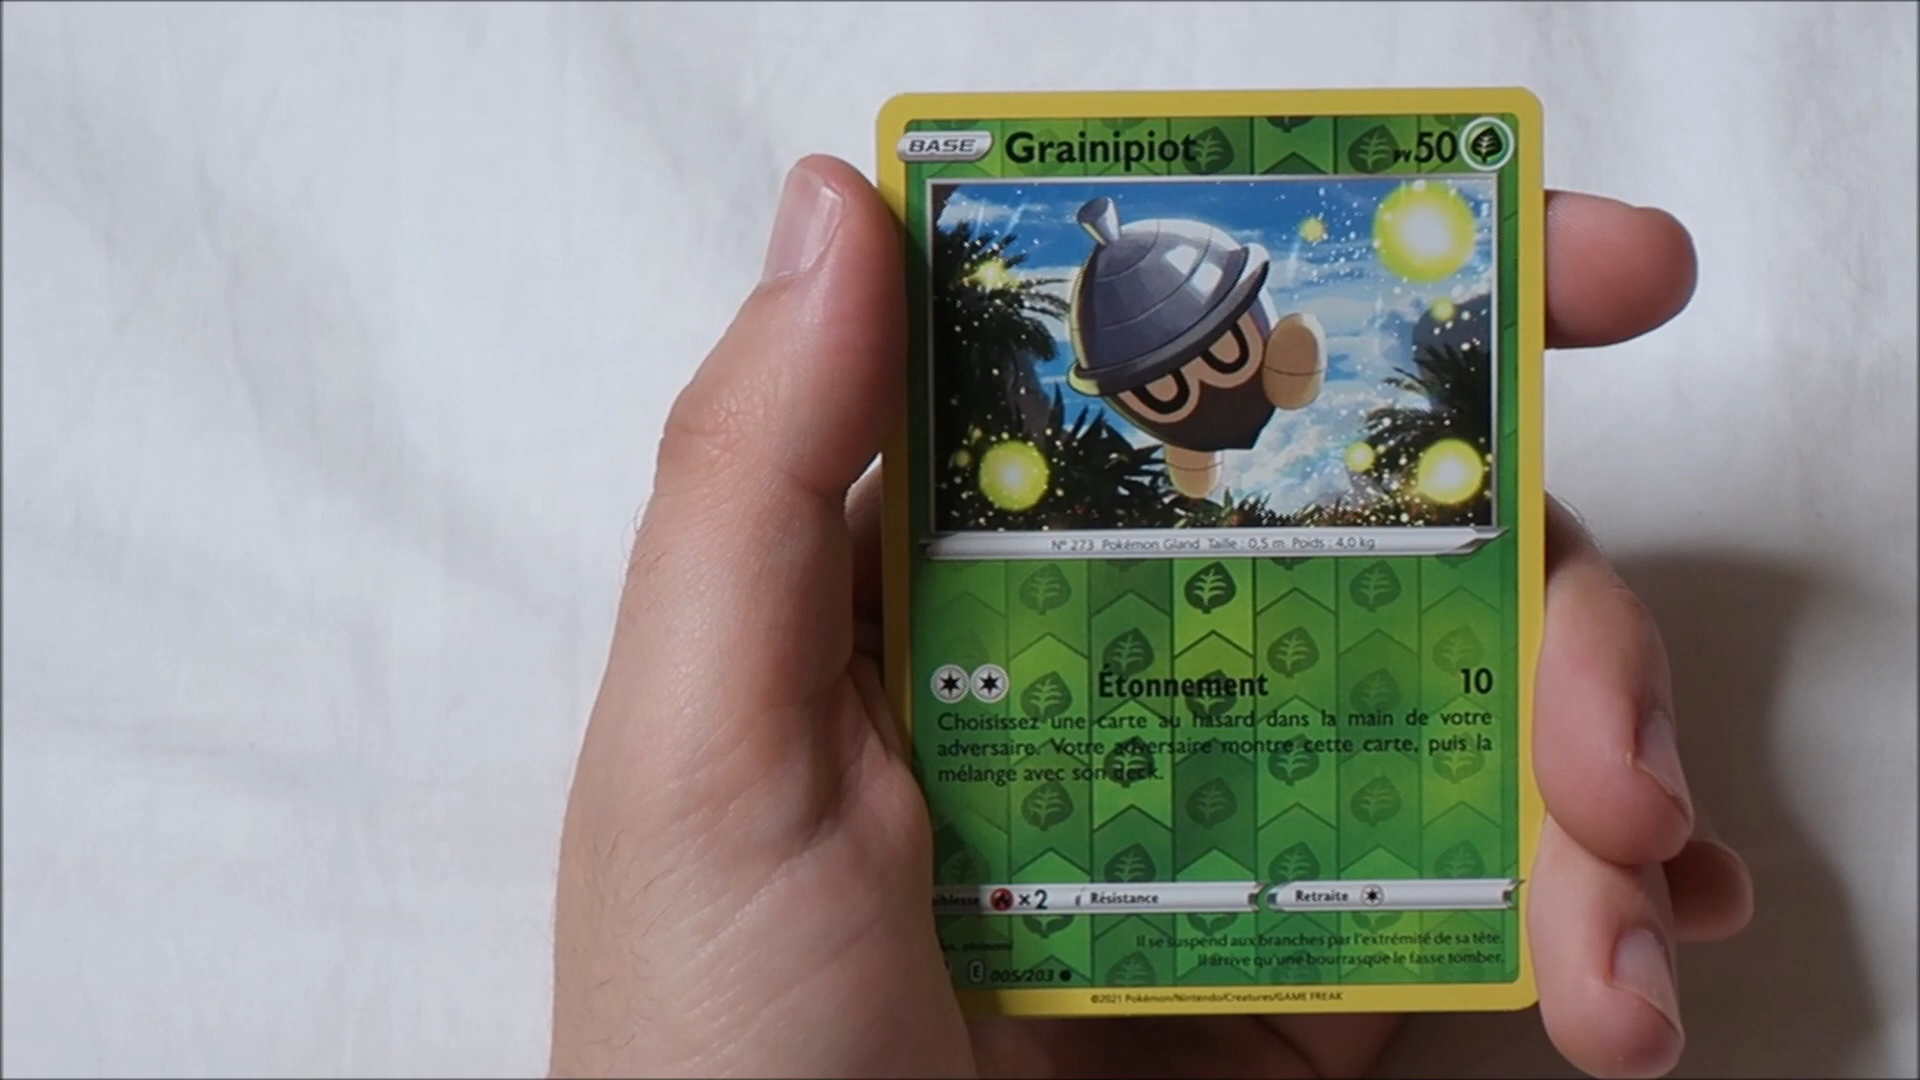 BASE Grainipiot PV 50
N° 273 Pokémon Gland Taille : 0,5 m Poids : 4,0 kg
Étonnement 10
Choisissez une carte au hasard dans la main de votre
adversaire. Votre adversaire montre cette carte, puis la
mélange avec son deck.
×2 Résistance Retraite
Il se suspend aux branches par l'extrémité de sa tête.
Il arrive qu'une bourrasque le fasse tomber.
E 005/203
©2021 Pokémon/Nintendo/Creatures/GAME FREAK